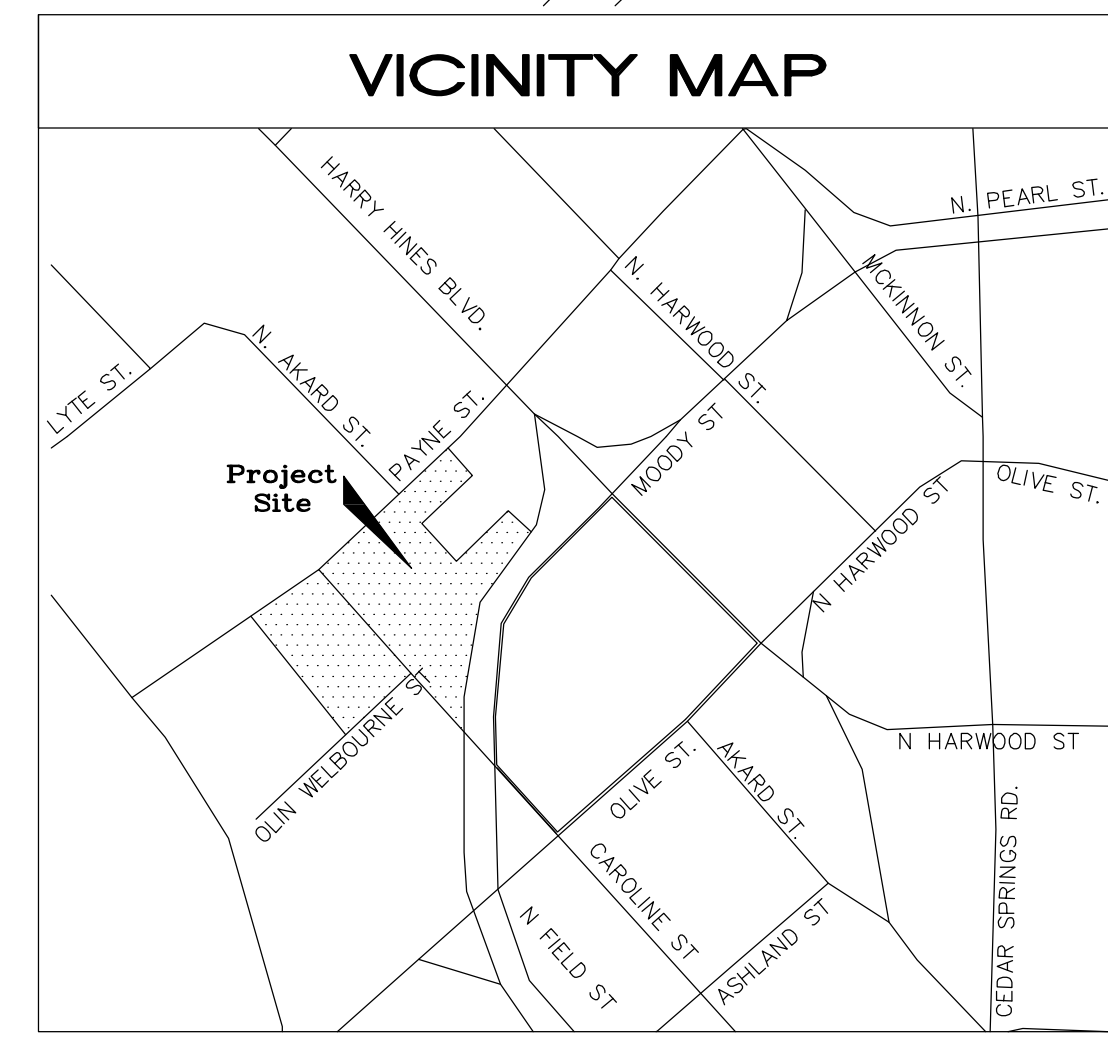 VICINITY MAP
HARRY HINES BLVD.
N. PEARL ST.
N. HARWOOD ST.
MCKINNON ST.
LYTE ST.
N. AKARD ST.
PAYNE ST.
MOODY ST
Project
Site
OLIVE ST.
N HARWOOD ST
OLIN WELBOURNE ST
N HARWOOD ST
OLIVE ST.
AKARD ST.
CEDAR SPRINGS RD.
CAROLINE ST
N FIELD ST
ASHLAND ST